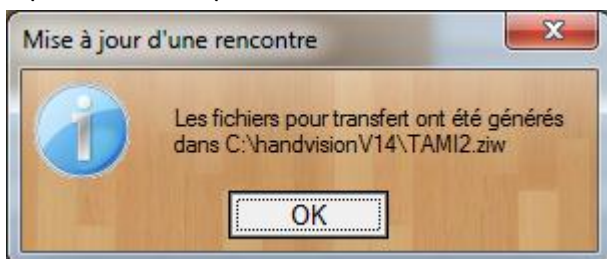 Mise à jour d'une rencontre
Les fichiers pour transfert ont été générés
dans C:\handvisionV14\TAMI2.ziw
OK